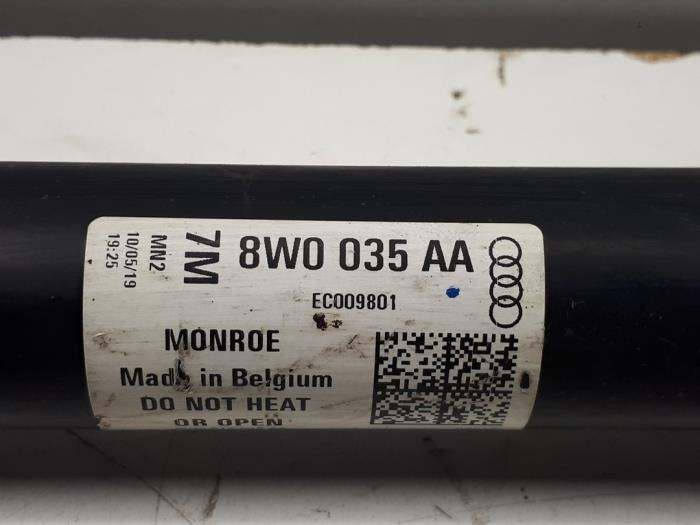 MN2
10/05/19
19:25
7M
8W0 035 AA
EC009801
MONROE
Made in Belgium
DO NOT HEAT
OR OPEN